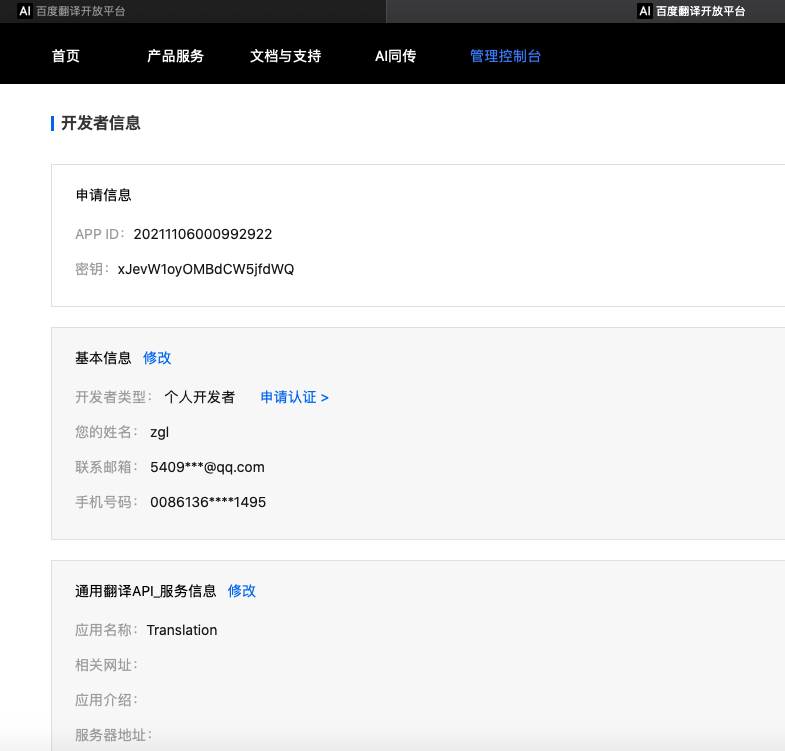 AI 百度翻译开放平台
AI 百度翻译开放平台
首页 产品服务 文档与支持 AI同传 管理控制台
开发者信息
申请信息
APP ID: 20211106000992922
密钥: xJevW1oyOMBdCW5jfdWQ
基本信息 修改
开发者类型: 个人开发者 申请认证 >
您的姓名: zgl
联系邮箱: 5409***@qq.com
手机号码: 0086136****1495
通用翻译API_服务信息 修改
应用名称: Translation
相关网址:
应用介绍:
服务器地址: